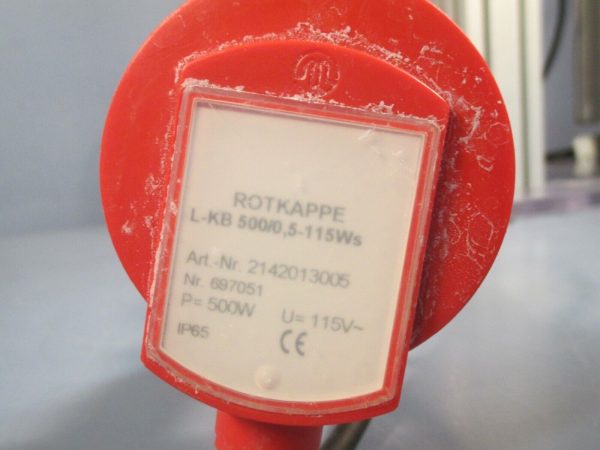 ROTKAPPE
L-KB 500/0,5-115Ws
Art.-Nr. 2142013005
Nr. 697051
P= 500W U= 115V~
IP65 CE